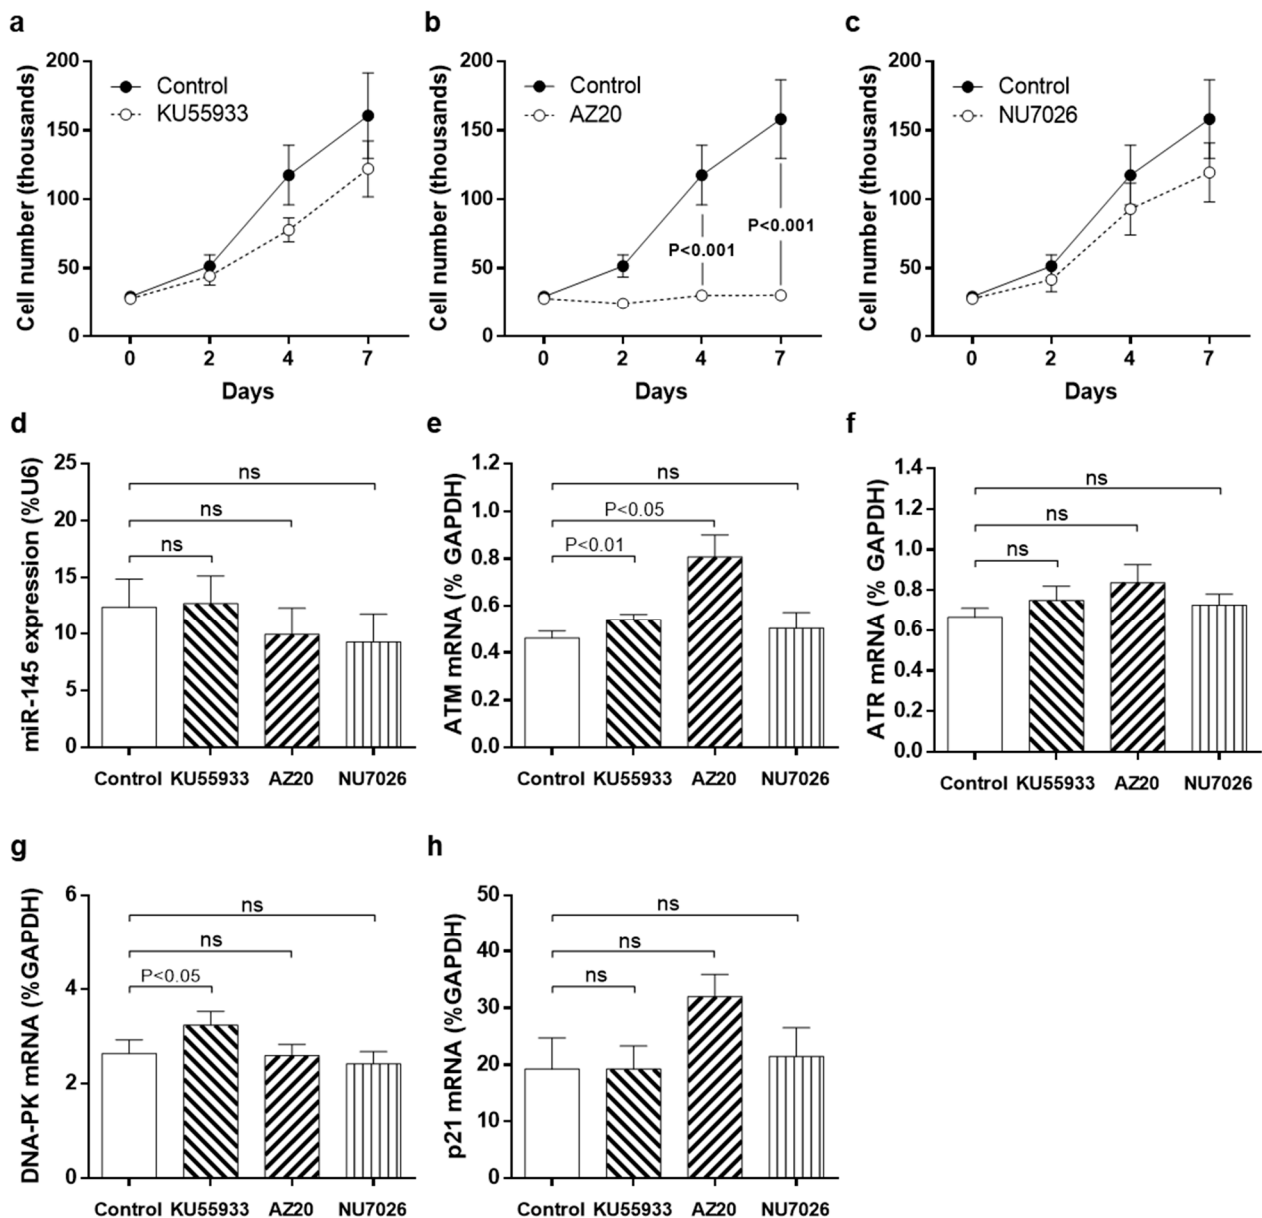 a
Cell number (thousands)
200
150
100
50
0
Control
KU55933
0 2 4 7
Days
b
Cell number (thousands)
200
150
100
50
0
Control
AZ20
P<0.001
P<0.001
0 2 4 7
Days
c
Cell number (thousands)
200
150
100
50
0
Control
NU7026
0 2 4 7
Days
d
miR-145 expression (%U6)
25
20
15
10
5
0
ns
ns
ns
Control KU55933 AZ20 NU7026
e
ATM mRNA (% GAPDH)
1.2
1.0
0.8
0.6
0.4
0.2
0.0
ns
P<0.05
P<0.01
Control KU55933 AZ20 NU7026
f
ATR mRNA (% GAPDH)
1.4
1.2
1.0
0.8
0.6
0.4
0.2
0.0
ns
ns
ns
Control KU55933 AZ20 NU7026
g
DNA-PK mRNA (%GAPDH)
6
4
2
0
ns
ns
P<0.05
Control KU55933 AZ20 NU7026
h
p21 mRNA (%GAPDH)
50
40
30
20
10
0
ns
ns
ns
Control KU55933 AZ20 NU7026